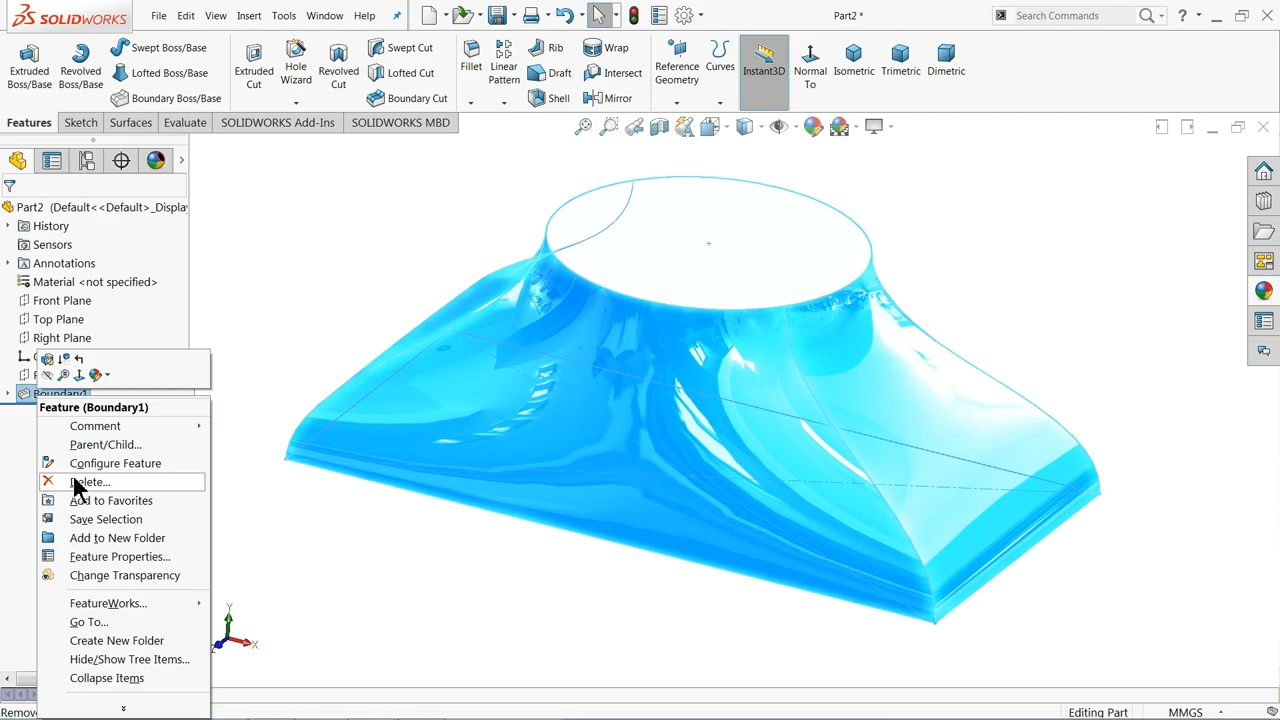 SOLIDWORKS File Edit View Insert Tools Window Help Part2 * Search Commands ?
Extruded Boss/Base Revolved Boss/Base Swept Boss/Base Lofted Boss/Base Boundary Boss/Base Extruded Cut Hole Wizard Revolved Cut Swept Cut Lofted Cut Boundary Cut Fillet Linear Pattern Rib Draft Shell Wrap Intersect Mirror Reference Geometry Curves Instant3D Normal To Isometric Trimetric Dimetric
Features Sketch Surfaces Evaluate SOLIDWORKS Add-Ins SOLIDWORKS MBD
Part2 (Default<<Default>_Displa
History
Sensors
Annotations
Material <not specified>
Front Plane
Top Plane
Right Plane
Boundary1
Feature (Boundary1)
Comment
Parent/Child...
Configure Feature
Delete...
Add to Favorites
Save Selection
Add to New Folder
Feature Properties...
Change Transparency
FeatureWorks...
Go To...
Create New Folder
Hide/Show Tree Items...
Collapse Items
Y
X
Editing Part MMGS